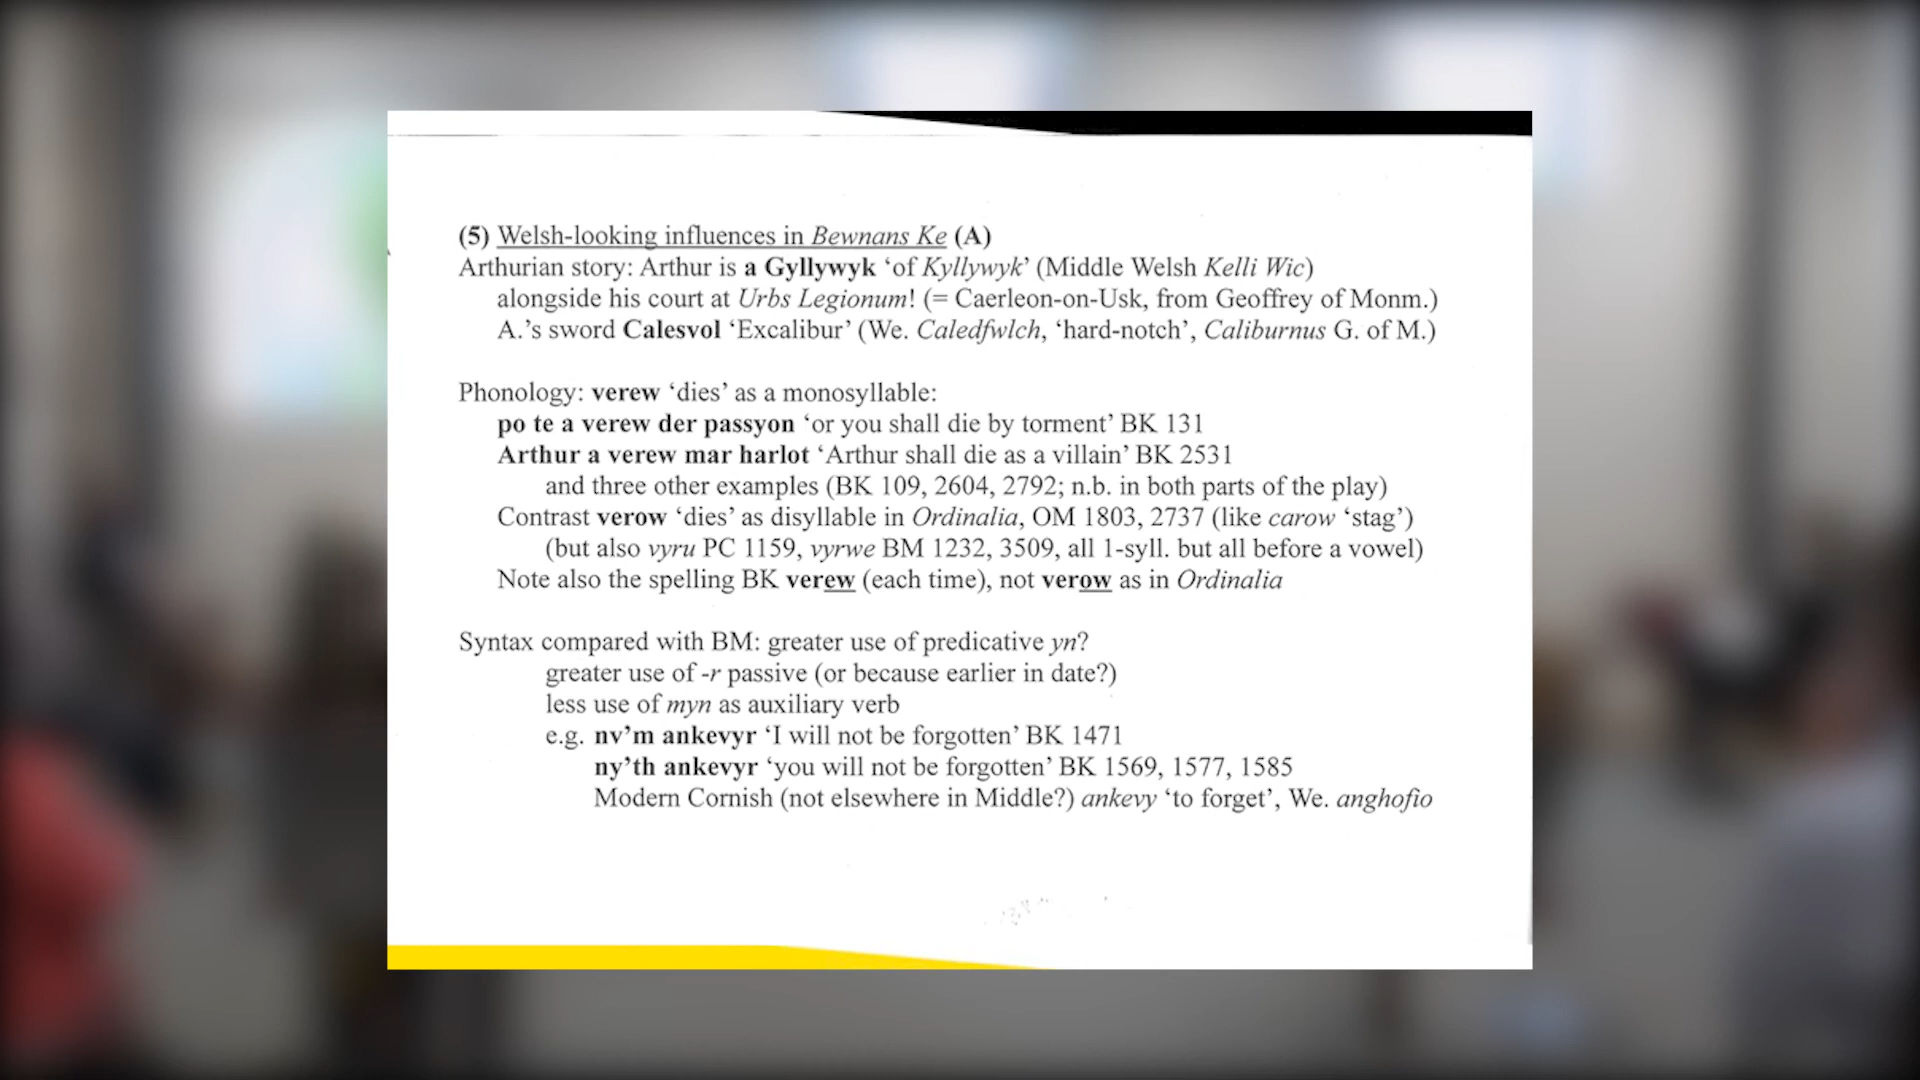 (5) Welsh-looking influences in Bewnans Ke (A)
Arthurian story: Arthur is a Gyllywyk ‘of Kyllywyk’ (Middle Welsh Kelli Wic)
alongside his court at Urbs Legionum! (= Caerleon-on-Usk, from Geoffrey of Monm.)
A.’s sword Calesvol ‘Excalibur’ (We. Caledfwlch, ‘hard-notch’, Caliburnus G. of M.)
Phonology: verew ‘dies’ as a monosyllable:
po te a verew der passyon ‘or you shall die by torment’ BK 131
Arthur a verew mar harlot ‘Arthur shall die as a villain’ BK 2531
and three other examples (BK 109, 2604, 2792; n.b. in both parts of the play)
Contrast verow ‘dies’ as disyllable in Ordinalia, OM 1803, 2737 (like carow ‘stag’)
(but also vyru PC 1159, vyrwe BM 1232, 3509, all 1-syll. but all before a vowel)
Note also the spelling BK verew (each time), not verow as in Ordinalia
Syntax compared with BM: greater use of predicative yn?
greater use of -r passive (or because earlier in date?)
less use of myn as auxiliary verb
e.g. nv’m ankevyr ‘I will not be forgotten’ BK 1471
ny’th ankevyr ‘you will not be forgotten’ BK 1569, 1577, 1585
Modern Cornish (not elsewhere in Middle?) ankevy ‘to forget’, We. anghofio